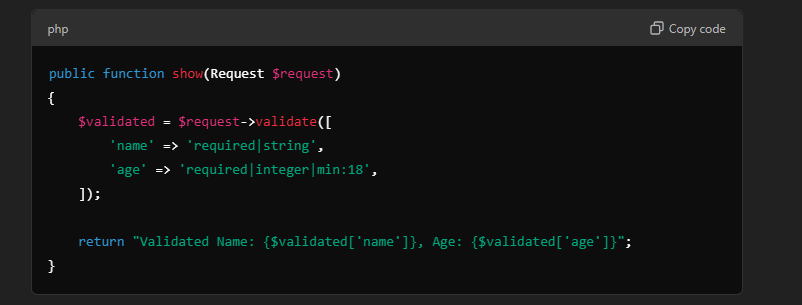 php
Copy code
public function show(Request $request)
{
    $validated = $request->validate([
        'name' => 'required|string',
        'age' => 'required|integer|min:18',
    ]);

    return "Validated Name: {$validated['name']}, Age: {$validated['age']}";
}